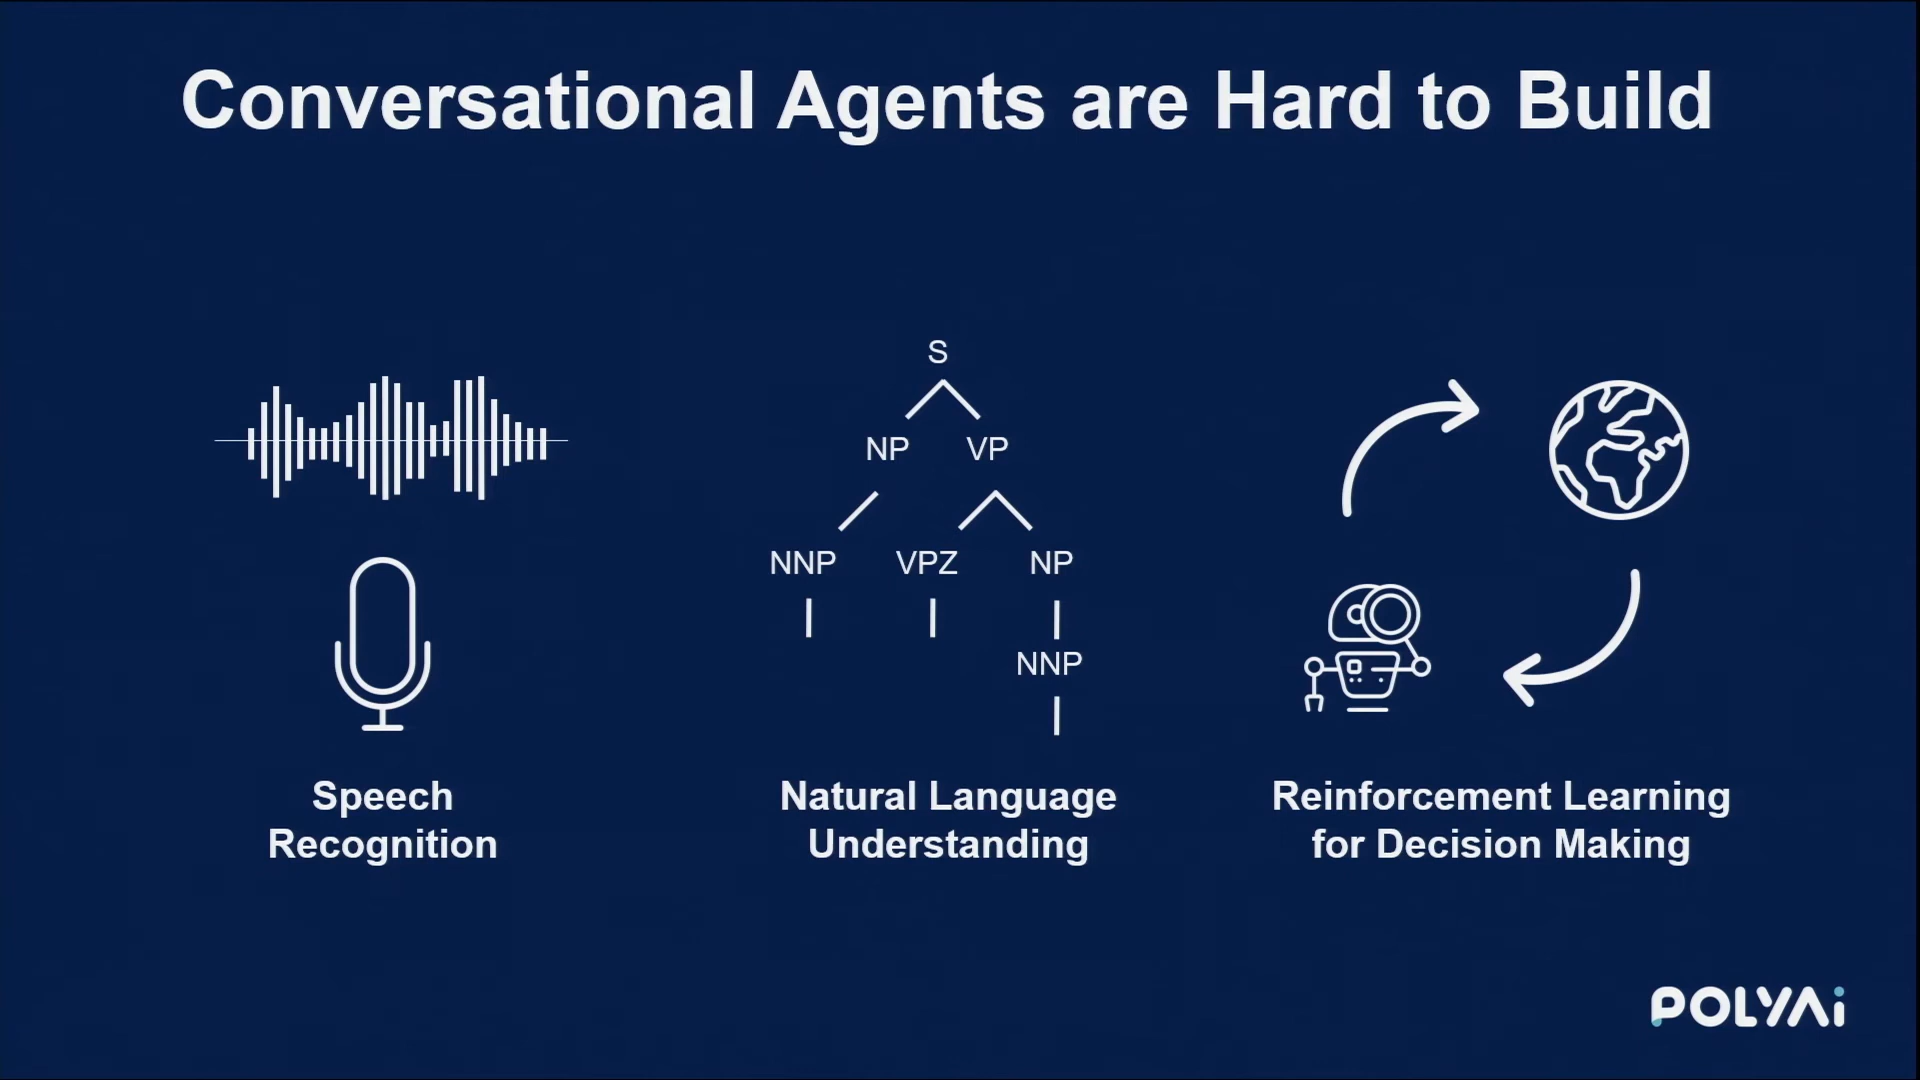 Conversational Agents are Hard to Build
S
NP VP
NNP VPZ NP
NNP
Speech
Recognition
Natural Language
Understanding
Reinforcement Learning
for Decision Making
POLYAi